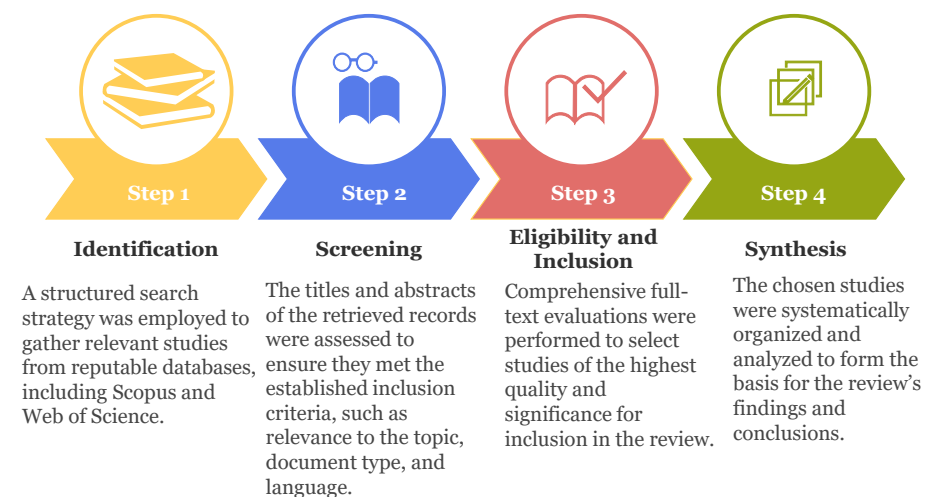 Step 1
Step 2
Step 3
Step 4
Identification
A structured search
strategy was employed to
gather relevant studies
from reputable databases,
including Scopus and
Web of Science.
Screening
The titles and abstracts
of the retrieved records
were assessed to
ensure they met the
established inclusion
criteria, such as
relevance to the topic,
document type, and
language.
Eligibility and
Inclusion
Comprehensive full-
text evaluations were
performed to select
studies of the highest
quality and
significance for
inclusion in the review.
Synthesis
The chosen studies
were systematically
organized and
analyzed to form the
basis for the review’s
findings and
conclusions.